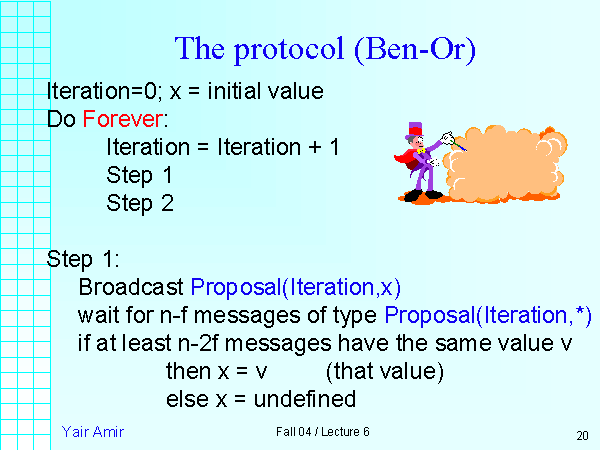 The protocol (Ben-Or)
Iteration=0; x = initial value
Do Forever:
Iteration = Iteration + 1
Step 1
Step 2
Step 1:
Broadcast Proposal(Iteration,x)
wait for n-f messages of type Proposal(Iteration,*)
if at least n-2f messages have the same value v
then x = v (that value)
else x = undefined
Yair Amir Fall 04 / Lecture 6 20